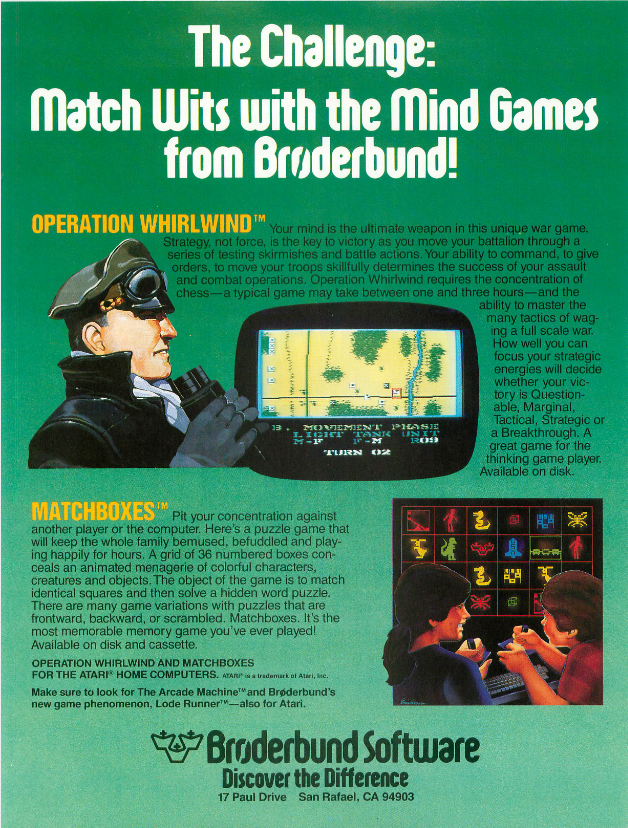 The Challenge:
Match Wits with the Mind Games
from Brøderbund!
OPERATION WHIRLWIND™ Your mind is the ultimate weapon in this unique war game.
Strategy, not force, is the key to victory as you move your battalion through a
series of testing skirmishes and battle actions. Your ability to command, to give
orders, to move your troops skillfully determines the success of your assault
and combat operations. Operation Whirlwind requires the concentration of
chess—a typical game may take between one and three hours—and the
ability to master the
many tactics of wag-
ing a full scale war.
How well you can
focus your strategic
energies will decide
whether your vic-
tory is Question-
able, Marginal,
Tactical, Strategic or
a Breakthrough. A
great game for the
thinking game player.
Available on disk.
3. MOVEMENT PHASE
LIGHT TANK UNIT
M-F F-M R09
TURN 02
MATCHBOXES™ Pit your concentration against
another player or the computer. Here's a puzzle game that
will keep the whole family bemused, befuddled and play-
ing happily for hours. A grid of 36 numbered boxes con-
ceals an animated menagerie of colorful characters,
creatures and objects. The object of the game is to match
identical squares and then solve a hidden word puzzle.
There are many game variations with puzzles that are
frontward, backward, or scrambled. Matchboxes. It's the
most memorable memory game you've ever played!
Available on disk and cassette.
OPERATION WHIRLWIND AND MATCHBOXES
FOR THE ATARI® HOME COMPUTERS. ATARI® is a trademark of Atari, Inc.
Make sure to look for The Arcade Machine™ and Brøderbund's
new game phenomenon, Lode Runner™—also for Atari.
Brøderbund Software
Discover the Difference
17 Paul Drive San Rafael, CA 94903